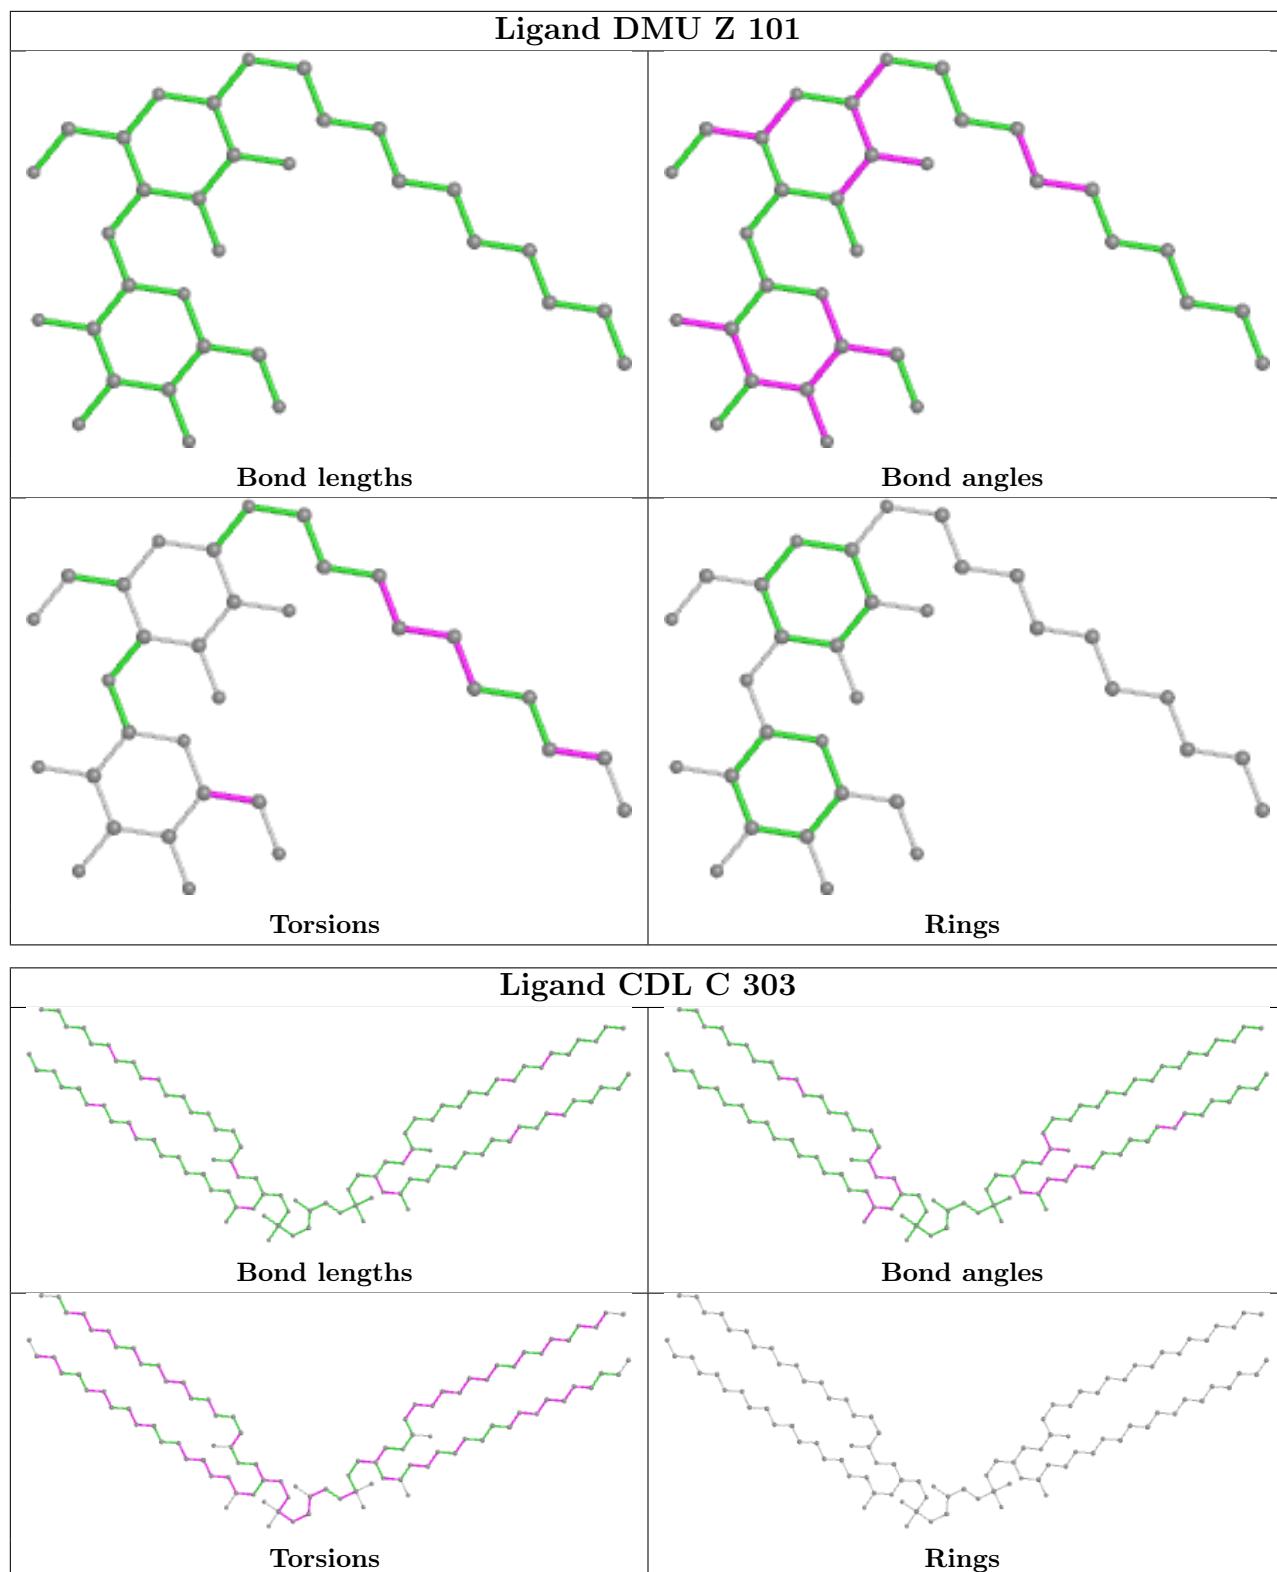 Ligand DMU Z 101
Bond lengths
Bond angles
Torsions
Rings
Ligand CDL C 303
Bond lengths
Bond angles
Torsions
Rings